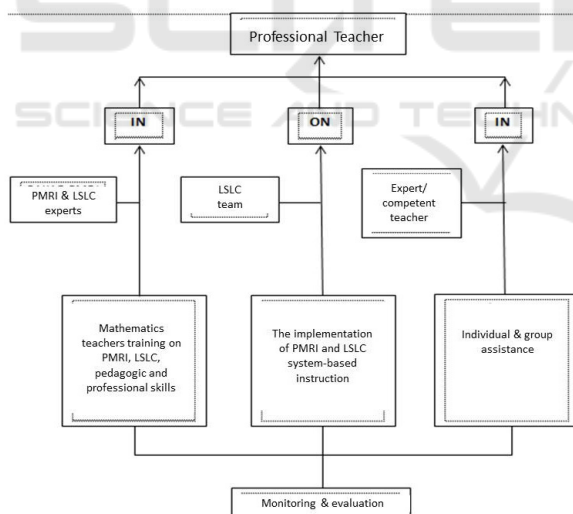 Professional Teacher
IN
ON
IN
PMRI & LSLC
experts
LSLC
team
Expert/
competent
teacher
Mathematics
teachers training on
PMRI, LSLC,
pedagogic and
professional skills
The implementation
of PMRI and LSLC
system-based
instruction
Individual & group
assistance
Monitoring & evaluation